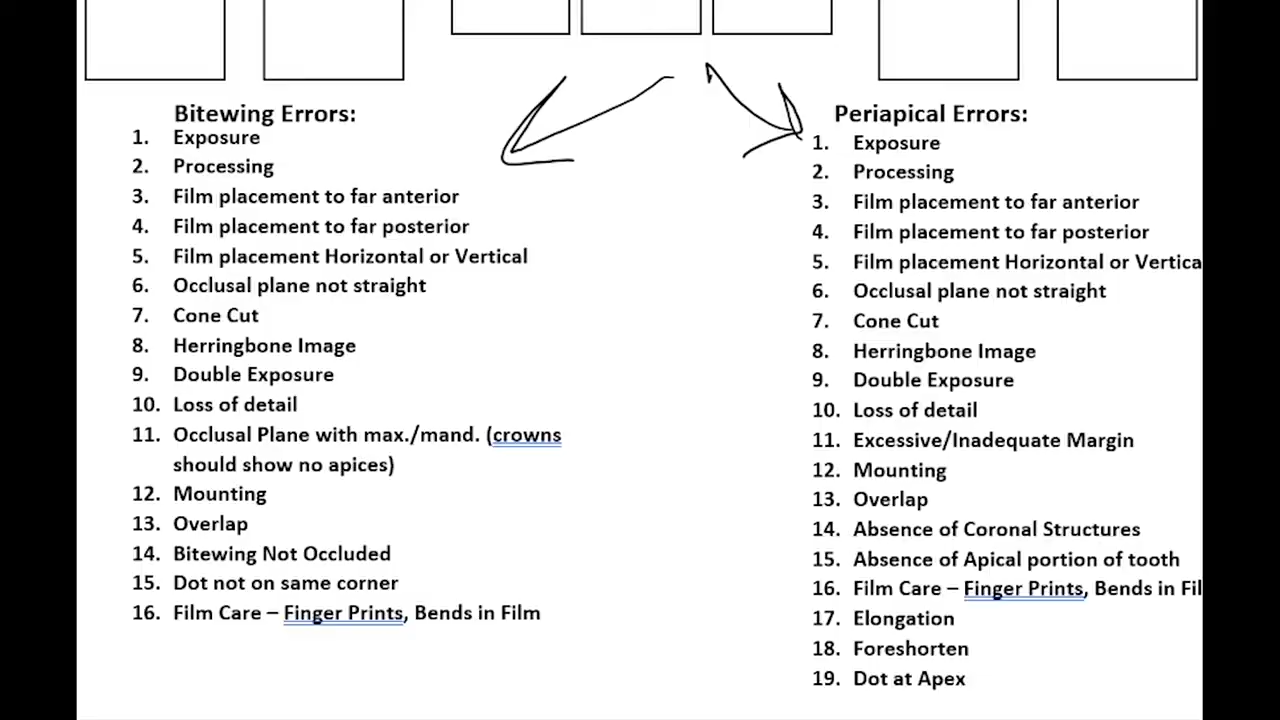 Bitewing Errors:
1. Exposure
2. Processing
3. Film placement to far anterior
4. Film placement to far posterior
5. Film placement Horizontal or Vertical
6. Occlusal plane not straight
7. Cone Cut
8. Herringbone Image
9. Double Exposure
10. Loss of detail
11. Occlusal Plane with max./mand. (crowns
should show no apices)
12. Mounting
13. Overlap
14. Bitewing Not Occluded
15. Dot not on same corner
16. Film Care – Finger Prints, Bends in Film
Periapical Errors:
1. Exposure
2. Processing
3. Film placement to far anterior
4. Film placement to far posterior
5. Film placement Horizontal or Vertica
6. Occlusal plane not straight
7. Cone Cut
8. Herringbone Image
9. Double Exposure
10. Loss of detail
11. Excessive/Inadequate Margin
12. Mounting
13. Overlap
14. Absence of Coronal Structures
15. Absence of Apical portion of tooth
16. Film Care – Finger Prints, Bends in Fil
17. Elongation
18. Foreshorten
19. Dot at Apex